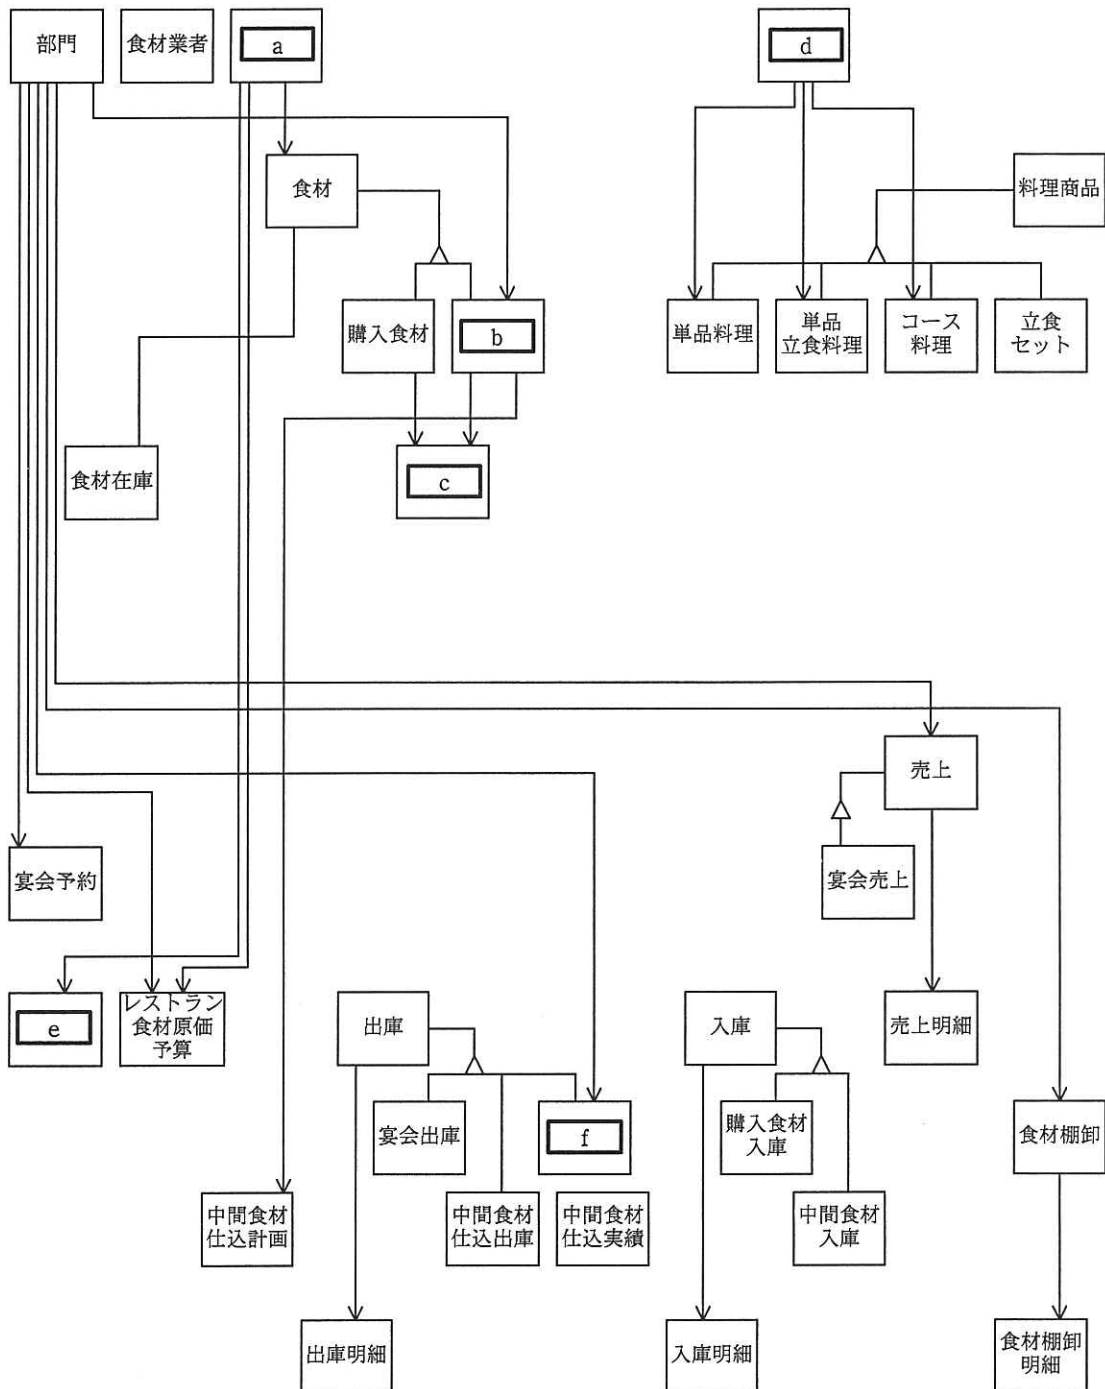 部門
食材業者
a
d
食材
料理商品
購入食材
b
単品料理
単品
立食料理
コース
料理
立食
セット
食材在庫
c
売上
宴会予約
宴会売上
e
レストラン
食材原価
予算
出庫
入庫
売上明細
宴会出庫
f
購入食材
入庫
食材棚卸
中間食材
仕込計画
中間食材
仕込出庫
中間食材
仕込実績
中間食材
入庫
出庫明細
入庫明細
食材棚卸
明細